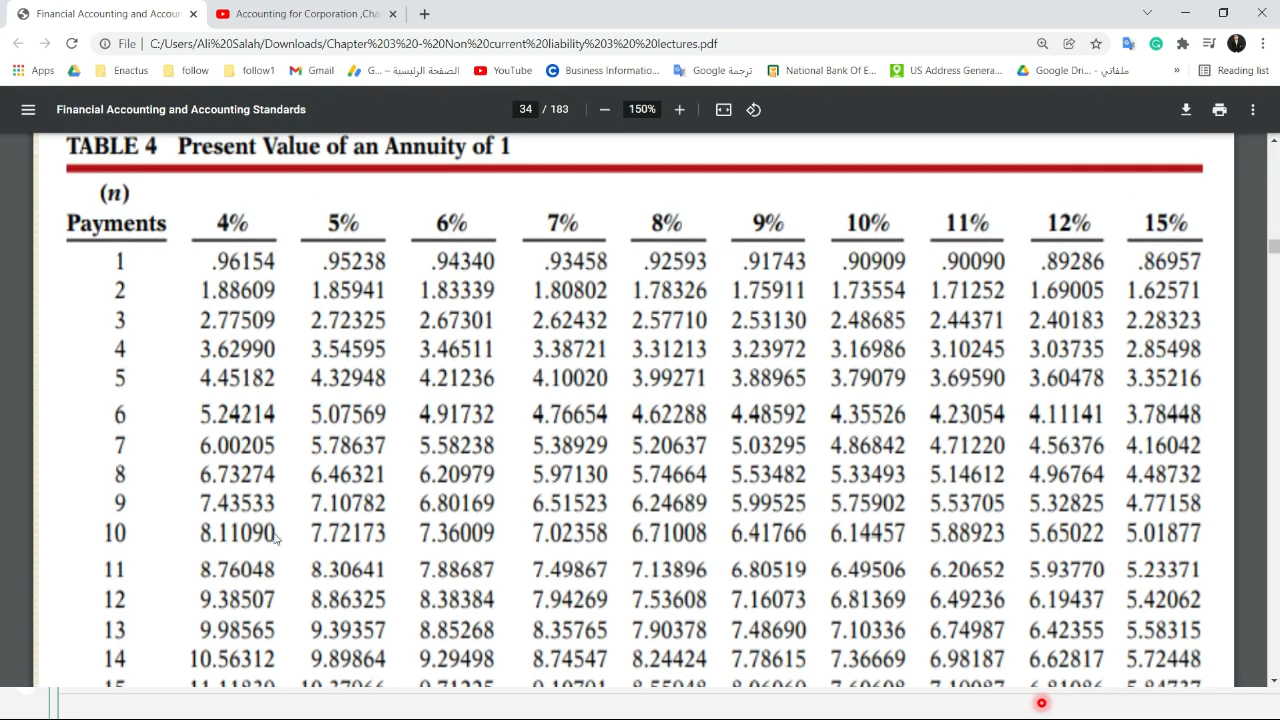 Financial Accounting and Accoun
Accounting for Corporation ,Cha
File C:/Users/Ali%20Salah/Downloads/Chapter%203%20-%20Non%20current%20liability%203%20%20lectures.pdf
Apps Enactus follow follow1 Gmail G... – الصفحة الرئيسية YouTube Business Informatio... ترجمة Google National Bank Of E... US Address Genera... ملفاتي - Google Dri... » Reading list
Financial Accounting and Accounting Standards 34 / 183 150%
TABLE 4 Present Value of an Annuity of 1
(n)
Payments 4% 5% 6% 7% 8% 9% 10% 11% 12% 15%
1 .96154 .95238 .94340 .93458 .92593 .91743 .90909 .90090 .89286 .86957
2 1.88609 1.85941 1.83339 1.80802 1.78326 1.75911 1.73554 1.71252 1.69005 1.62571
3 2.77509 2.72325 2.67301 2.62432 2.57710 2.53130 2.48685 2.44371 2.40183 2.28323
4 3.62990 3.54595 3.46511 3.38721 3.31213 3.23972 3.16986 3.10245 3.03735 2.85498
5 4.45182 4.32948 4.21236 4.10020 3.99271 3.88965 3.79079 3.69590 3.60478 3.35216
6 5.24214 5.07569 4.91732 4.76654 4.62288 4.48592 4.35526 4.23054 4.11141 3.78448
7 6.00205 5.78637 5.58238 5.38929 5.20637 5.03295 4.86842 4.71220 4.56376 4.16042
8 6.73274 6.46321 6.20979 5.97130 5.74664 5.53482 5.33493 5.14612 4.96764 4.48732
9 7.43533 7.10782 6.80169 6.51523 6.24689 5.99525 5.75902 5.53705 5.32825 4.77158
10 8.11090 7.72173 7.36009 7.02358 6.71008 6.41766 6.14457 5.88923 5.65022 5.01877
11 8.76048 8.30641 7.88687 7.49867 7.13896 6.80519 6.49506 6.20652 5.93770 5.23371
12 9.38507 8.86325 8.38384 7.94269 7.53608 7.16073 6.81369 6.49236 6.19437 5.42062
13 9.98565 9.39357 8.85268 8.35765 7.90378 7.48690 7.10336 6.74987 6.42355 5.58315
14 10.56312 9.89864 9.29498 8.74547 8.24424 7.78615 7.36669 6.98187 6.62817 5.72448